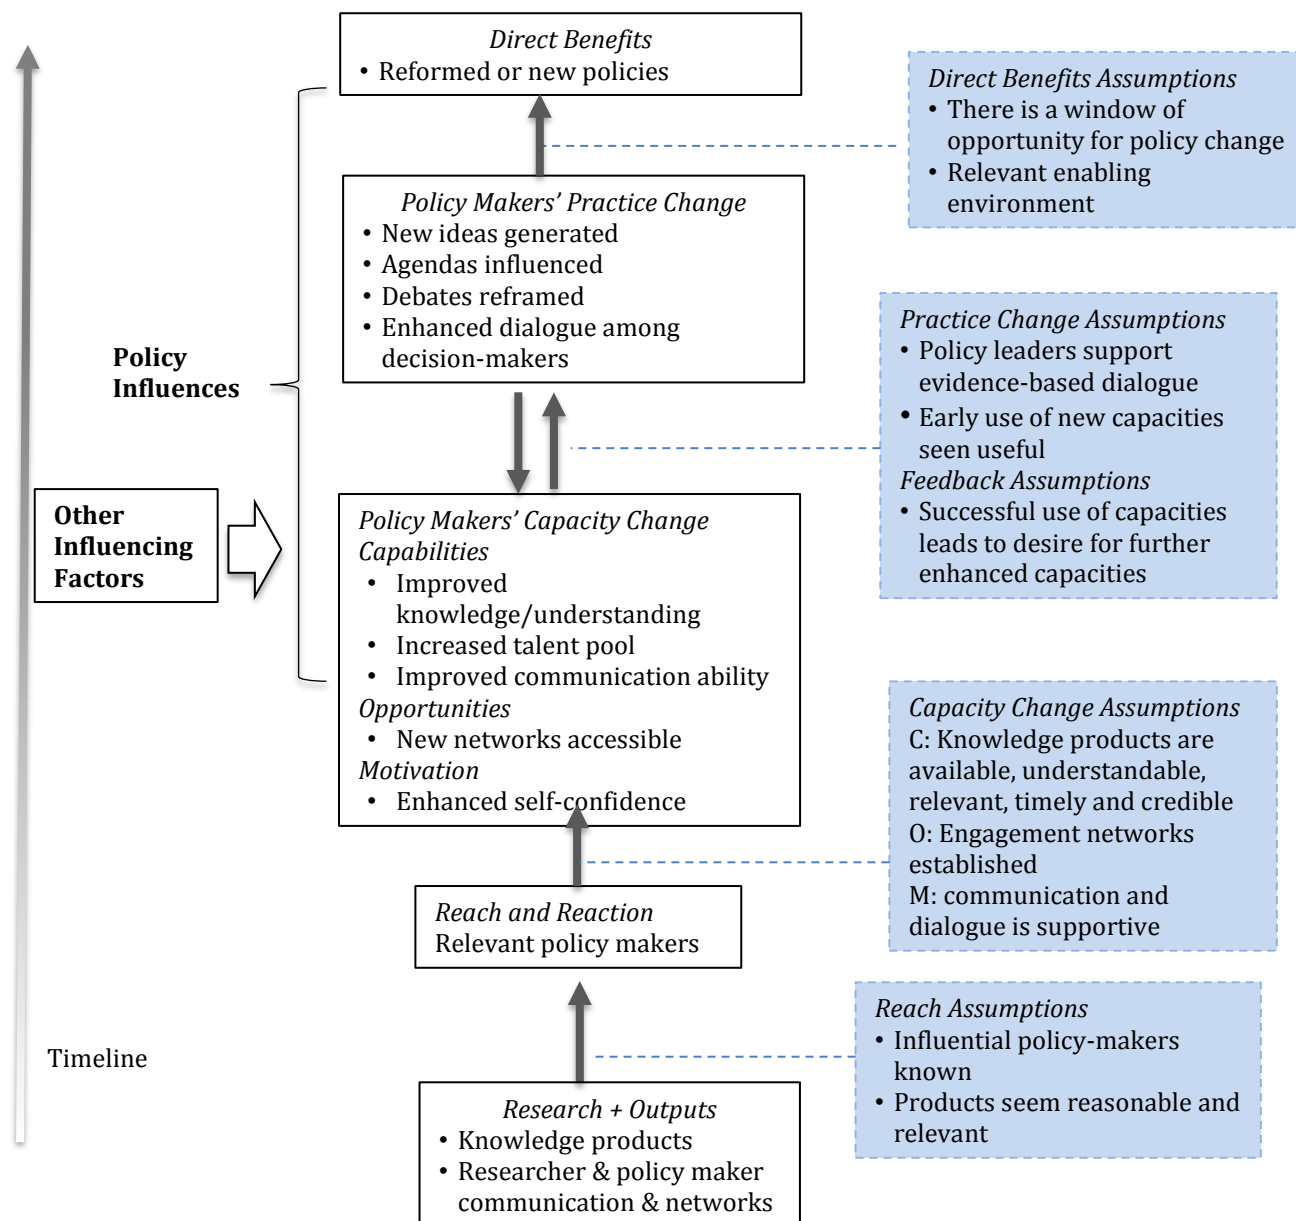 Direct Benefits
• Reformed or new policies
Direct Benefits Assumptions
• There is a window of
opportunity for policy change
• Relevant enabling
environment
Policy Makers’ Practice Change
• New ideas generated
• Agendas influenced
• Debates reframed
• Enhanced dialogue among
decision-makers
Practice Change Assumptions
• Policy leaders support
evidence-based dialogue
• Early use of new capacities
seen useful
Feedback Assumptions
• Successful use of capacities
leads to desire for further
enhanced capacities
Policy
Influences
Other
Influencing
Factors
Policy Makers’ Capacity Change
Capabilities
• Improved
knowledge/understanding
• Increased talent pool
• Improved communication ability
Opportunities
• New networks accessible
Motivation
• Enhanced self-confidence
Capacity Change Assumptions
C: Knowledge products are
available, understandable,
relevant, timely and credible
O: Engagement networks
established
M: communication and
dialogue is supportive
Reach and Reaction
Relevant policy makers
Reach Assumptions
• Influential policy-makers
known
• Products seem reasonable and
relevant
Timeline
Research + Outputs
• Knowledge products
• Researcher & policy maker
communication & networks